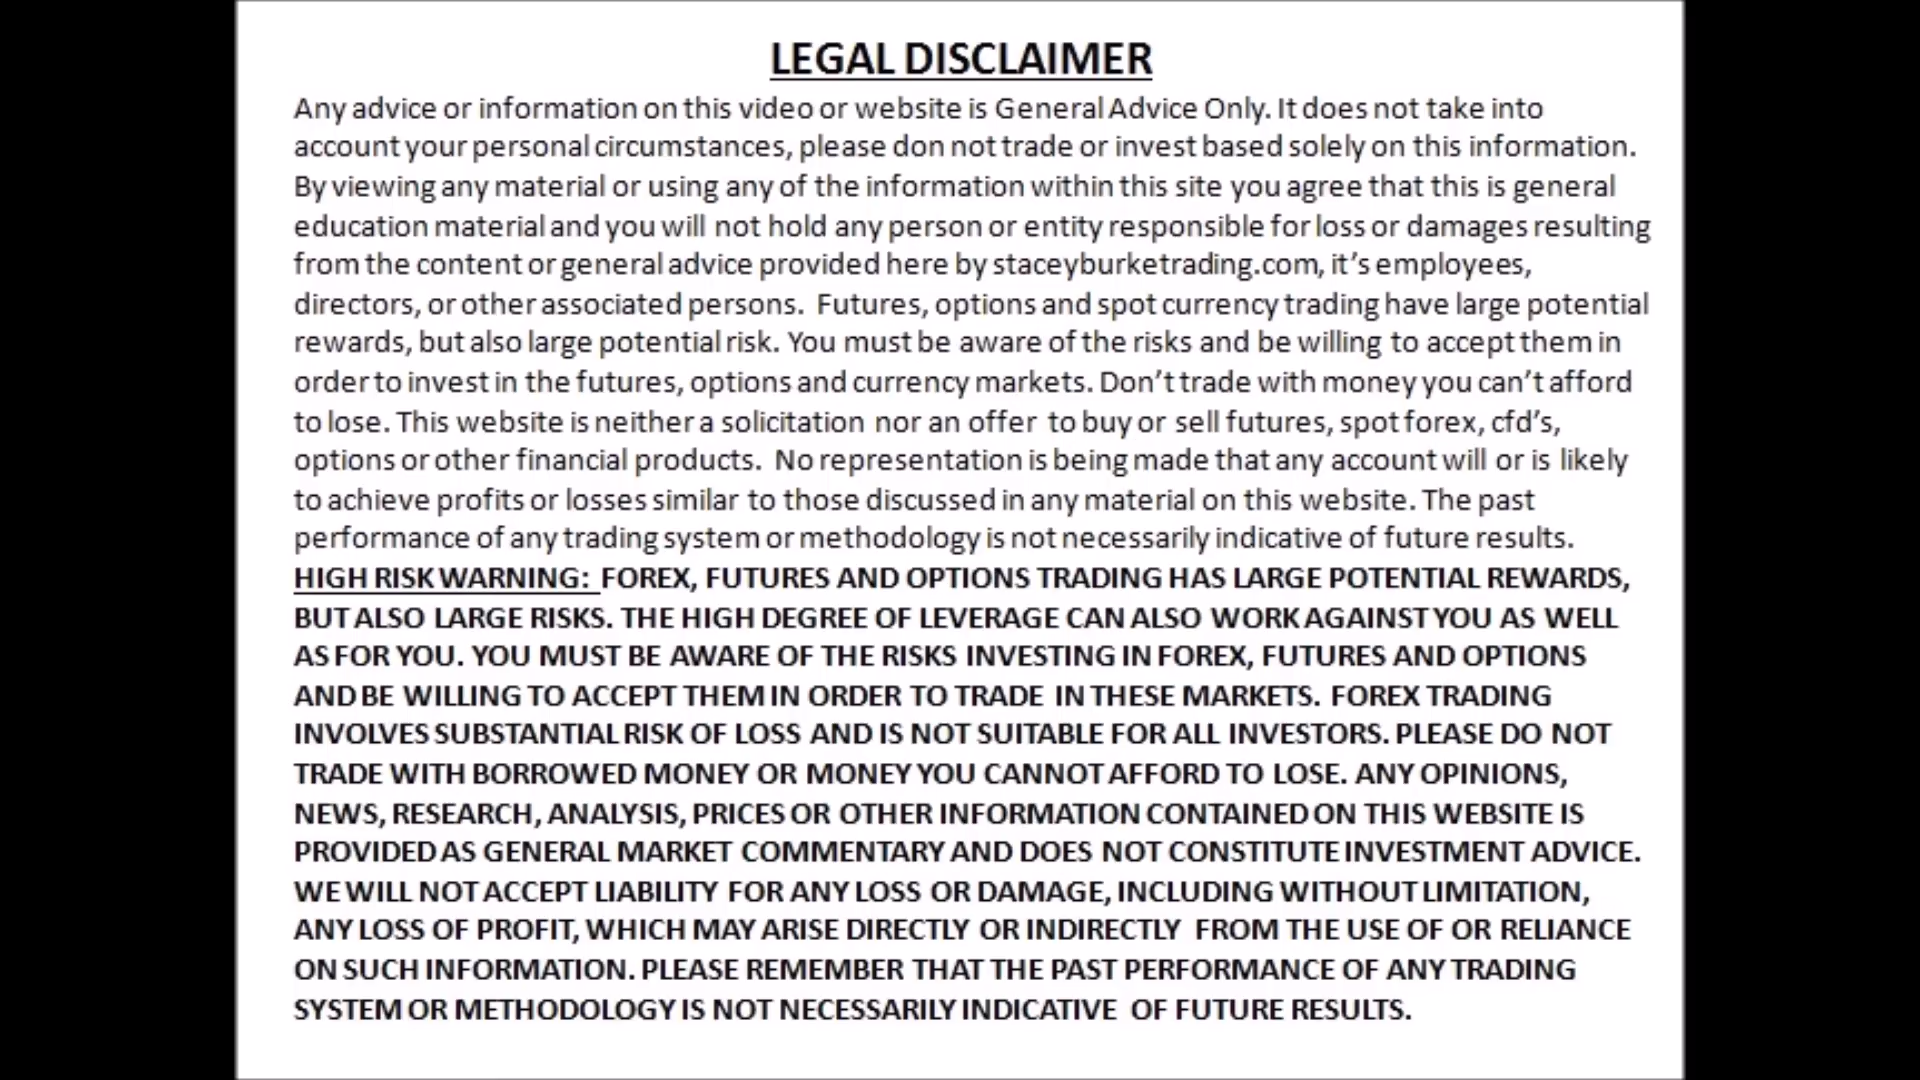 LEGAL DISCLAIMER
Any advice or information on this video or website is General Advice Only. It does not take into
account your personal circumstances, please don not trade or invest based solely on this information.
By viewing any material or using any of the information within this site you agree that this is general
education material and you will not hold any person or entity responsible for loss or damages resulting
from the content or general advice provided here by staceyburketrading.com, it’s employees,
directors, or other associated persons. Futures, options and spot currency trading have large potential
rewards, but also large potential risk. You must be aware of the risks and be willing to accept them in
order to invest in the futures, options and currency markets. Don’t trade with money you can’t afford
to lose. This website is neither a solicitation nor an offer to buy or sell futures, spot forex, cfd’s,
options or other financial products. No representation is being made that any account will or is likely
to achieve profits or losses similar to those discussed in any material on this website. The past
performance of any trading system or methodology is not necessarily indicative of future results.
HIGH RISK WARNING: FOREX, FUTURES AND OPTIONS TRADING HAS LARGE POTENTIAL REWARDS,
BUT ALSO LARGE RISKS. THE HIGH DEGREE OF LEVERAGE CAN ALSO WORK AGAINST YOU AS WELL
AS FOR YOU. YOU MUST BE AWARE OF THE RISKS INVESTING IN FOREX, FUTURES AND OPTIONS
AND BE WILLING TO ACCEPT THEM IN ORDER TO TRADE IN THESE MARKETS. FOREX TRADING
INVOLVES SUBSTANTIAL RISK OF LOSS AND IS NOT SUITABLE FOR ALL INVESTORS. PLEASE DO NOT
TRADE WITH BORROWED MONEY OR MONEY YOU CANNOT AFFORD TO LOSE. ANY OPINIONS,
NEWS, RESEARCH, ANALYSIS, PRICES OR OTHER INFORMATION CONTAINED ON THIS WEBSITE IS
PROVIDED AS GENERAL MARKET COMMENTARY AND DOES NOT CONSTITUTE INVESTMENT ADVICE.
WE WILL NOT ACCEPT LIABILITY FOR ANY LOSS OR DAMAGE, INCLUDING WITHOUT LIMITATION,
ANY LOSS OF PROFIT, WHICH MAY ARISE DIRECTLY OR INDIRECTLY FROM THE USE OF OR RELIANCE
ON SUCH INFORMATION. PLEASE REMEMBER THAT THE PAST PERFORMANCE OF ANY TRADING
SYSTEM OR METHODOLOGY IS NOT NECESSARILY INDICATIVE OF FUTURE RESULTS.